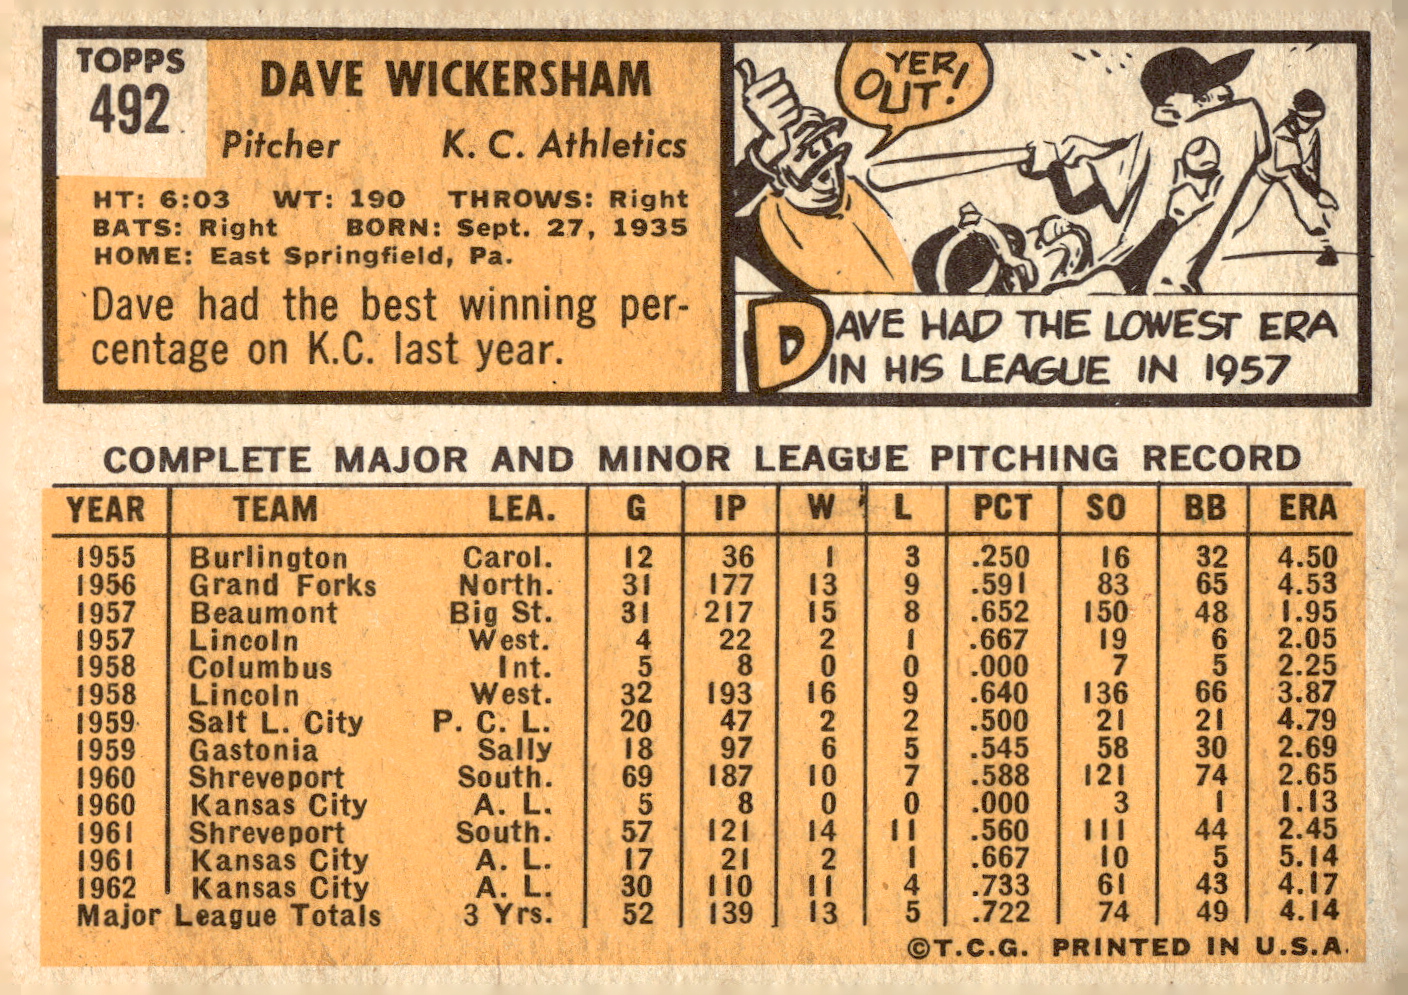 TOPPS
492
DAVE WICKERSHAM
Pitcher K. C. Athletics
HT: 6:03 WT: 190 THROWS: Right
BATS: Right BORN: Sept. 27, 1935
HOME: East Springfield, Pa.
Dave had the best winning per-
centage on K.C. last year.
YER
OUT!
DAVE HAD THE LOWEST ERA
IN HIS LEAGUE IN 1957
COMPLETE MAJOR AND MINOR LEAGUE PITCHING RECORD
YEAR TEAM LEA. G IP W L PCT SO BB ERA
1955 Burlington Carol. 12 36 1 3 .250 16 32 4.50
1956 Grand Forks North. 31 177 13 9 .591 83 65 4.53
1957 Beaumont Big St. 31 217 15 8 .652 150 48 1.95
1957 Lincoln West. 4 22 2 1 .667 19 6 2.05
1958 Columbus Int. 5 8 0 0 .000 7 5 2.25
1958 Lincoln West. 32 193 16 9 .640 136 66 3.87
1959 Salt L. City P. C. L. 20 47 2 2 .500 21 21 4.79
1959 Gastonia Sally 18 97 6 5 .545 58 30 2.69
1960 Shreveport South. 69 187 10 7 .588 121 74 2.65
1960 Kansas City A. L. 5 8 0 0 .000 3 1 1.13
1961 Shreveport South. 57 121 14 11 .560 111 44 2.45
1961 Kansas City A. L. 17 21 2 1 .667 10 5 5.14
1962 Kansas City A. L. 30 110 11 4 .733 61 43 4.17
Major League Totals 3 Yrs. 52 139 13 5 .722 74 49 4.14
©T.C.G. PRINTED IN U.S.A.